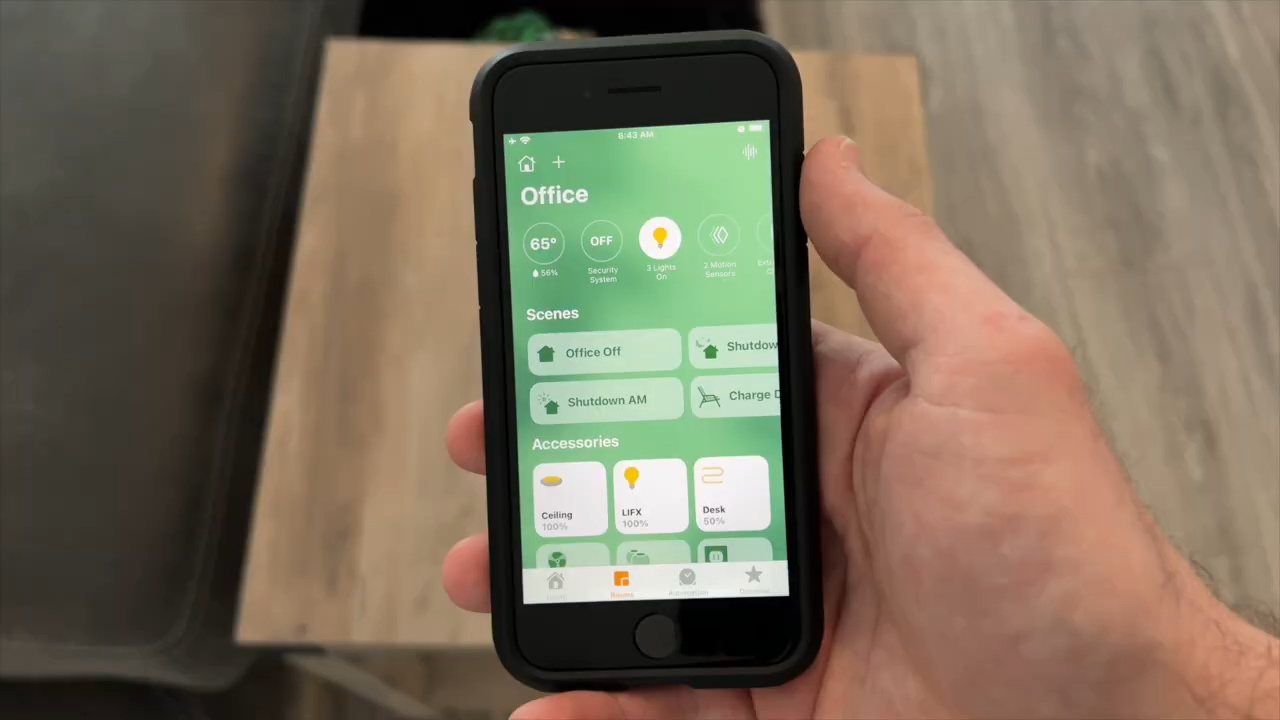 8:43 AM
Office
65°
OFF
56%
Security
System
3 Lights
On
2 Motion
Sensors
Scenes
Office Off
Shutdow
Shutdown AM
Charge
Accessories
Ceiling
100%
LIFX
100%
Desk
50%
Rooms
Automation